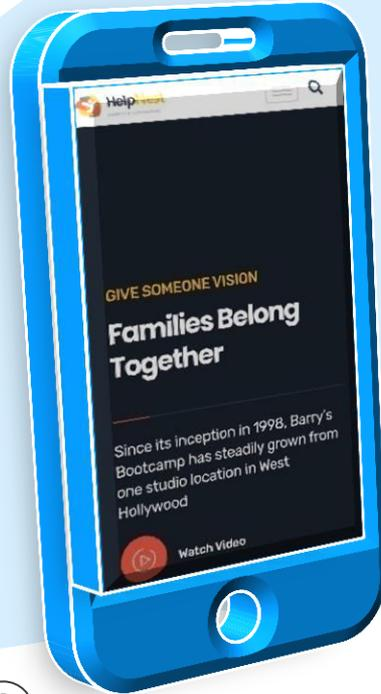 HelpNest
GIVE SOMEONE VISION
Families Belong
Together
Since its inception in 1998, Barry's
Bootcamp has steadily grown from
one studio location in West
Hollywood
Watch Video